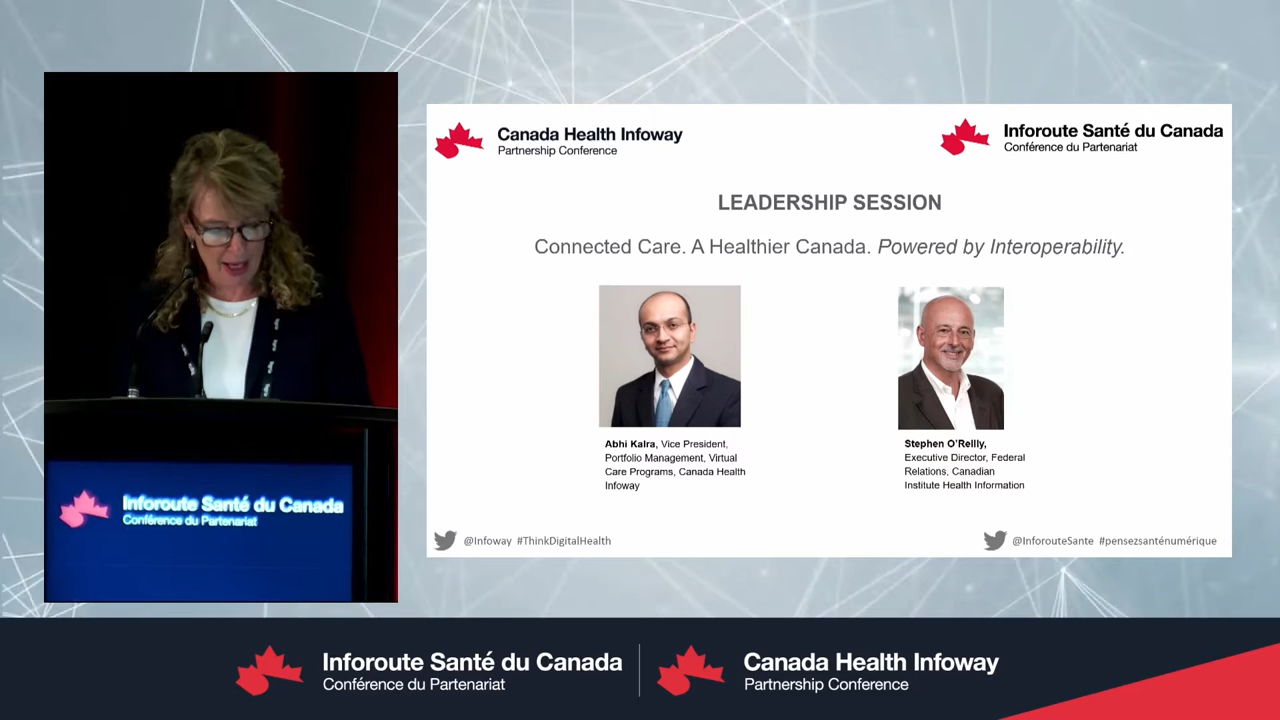 Canada Health Infoway
Partnership Conference
Inforoute Santé du Canada
Conférence du Partenariat
LEADERSHIP SESSION
Connected Care. A Healthier Canada. Powered by Interoperability.
Abhi Kalra, Vice President,
Portfolio Management, Virtual
Care Programs, Canada Health
Infoway
Stephen O'Reilly,
Executive Director, Federal
Relations, Canadian
Institute Health Information
@Infoway #ThinkDigitalHealth
@InforouteSante #pensezsanténumérique
Inforoute Santé du Canada
Conférence du Partenariat
Inforoute Santé du Canada
Conférence du Partenariat
Canada Health Infoway
Partnership Conference